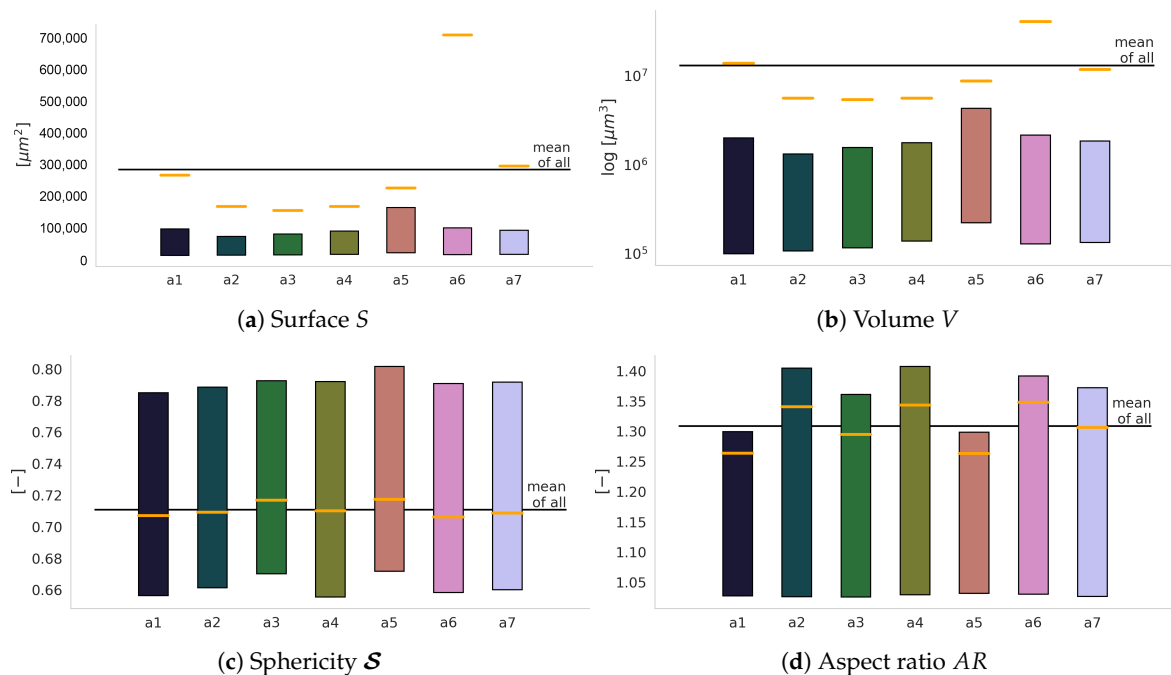 700,000
600,000
500,000
400,000
300,000
200,000
100,000
0
[μm²]
mean
of all
a1 a2 a3 a4 a5 a6 a7
(a) Surface S
10⁷
10⁶
10⁵
log [μm³]
mean
of all
a1 a2 a3 a4 a5 a6 a7
(b) Volume V
0.80
0.78
0.76
0.74
0.72
0.70
0.68
0.66
[−]
mean
of all
a1 a2 a3 a4 a5 a6 a7
(c) Sphericity 𝓢
1.40
1.35
1.30
1.25
1.20
1.15
1.10
1.05
[−]
mean
of all
a1 a2 a3 a4 a5 a6 a7
(d) Aspect ratio AR